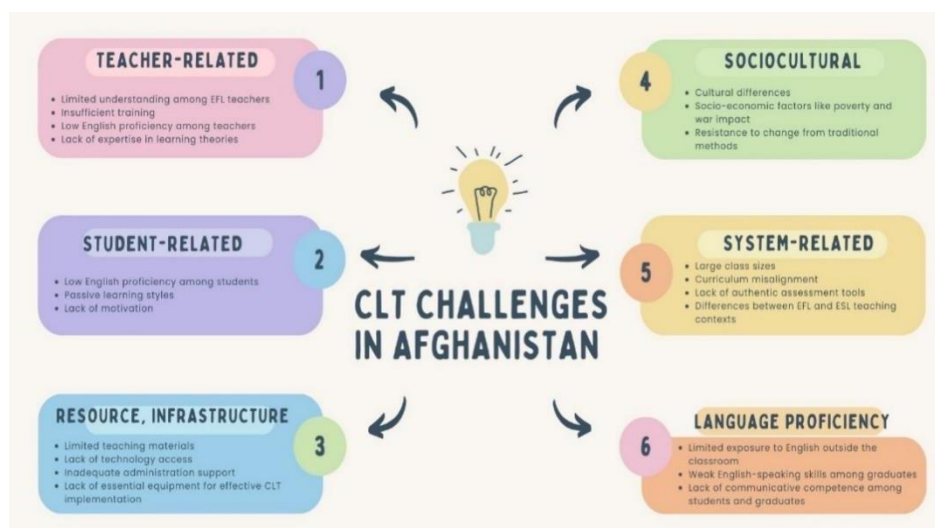 TEACHER-RELATED
1
• Limited understanding among EFL teachers
• Insufficient training
• Low English proficiency among teachers
• Lack of expertise in learning theories
STUDENT-RELATED
2
• Low English proficiency among students
• Passive learning styles
• Lack of motivation
RESOURCE, INFRASTRUCTURE
3
• Limited teaching materials
• Lack of technology access
• Inadequate administration support
• Lack of essential equipment for effective CLT
implementation
CLT CHALLENGES
IN AFGHANISTAN
4
SOCIOCULTURAL
• Cultural differences
• Socio-economic factors like poverty and
war impact
• Resistance to change from traditional
methods
5
SYSTEM-RELATED
• Large class sizes
• Curriculum misalignment
• Lack of authentic assessment tools
• Differences between EFL and ESL teaching
contexts
6
LANGUAGE PROFICIENCY
• Limited exposure to English outside the
classroom
• Weak English-speaking skills among graduates
• Lack of communicative competence among
students and graduates